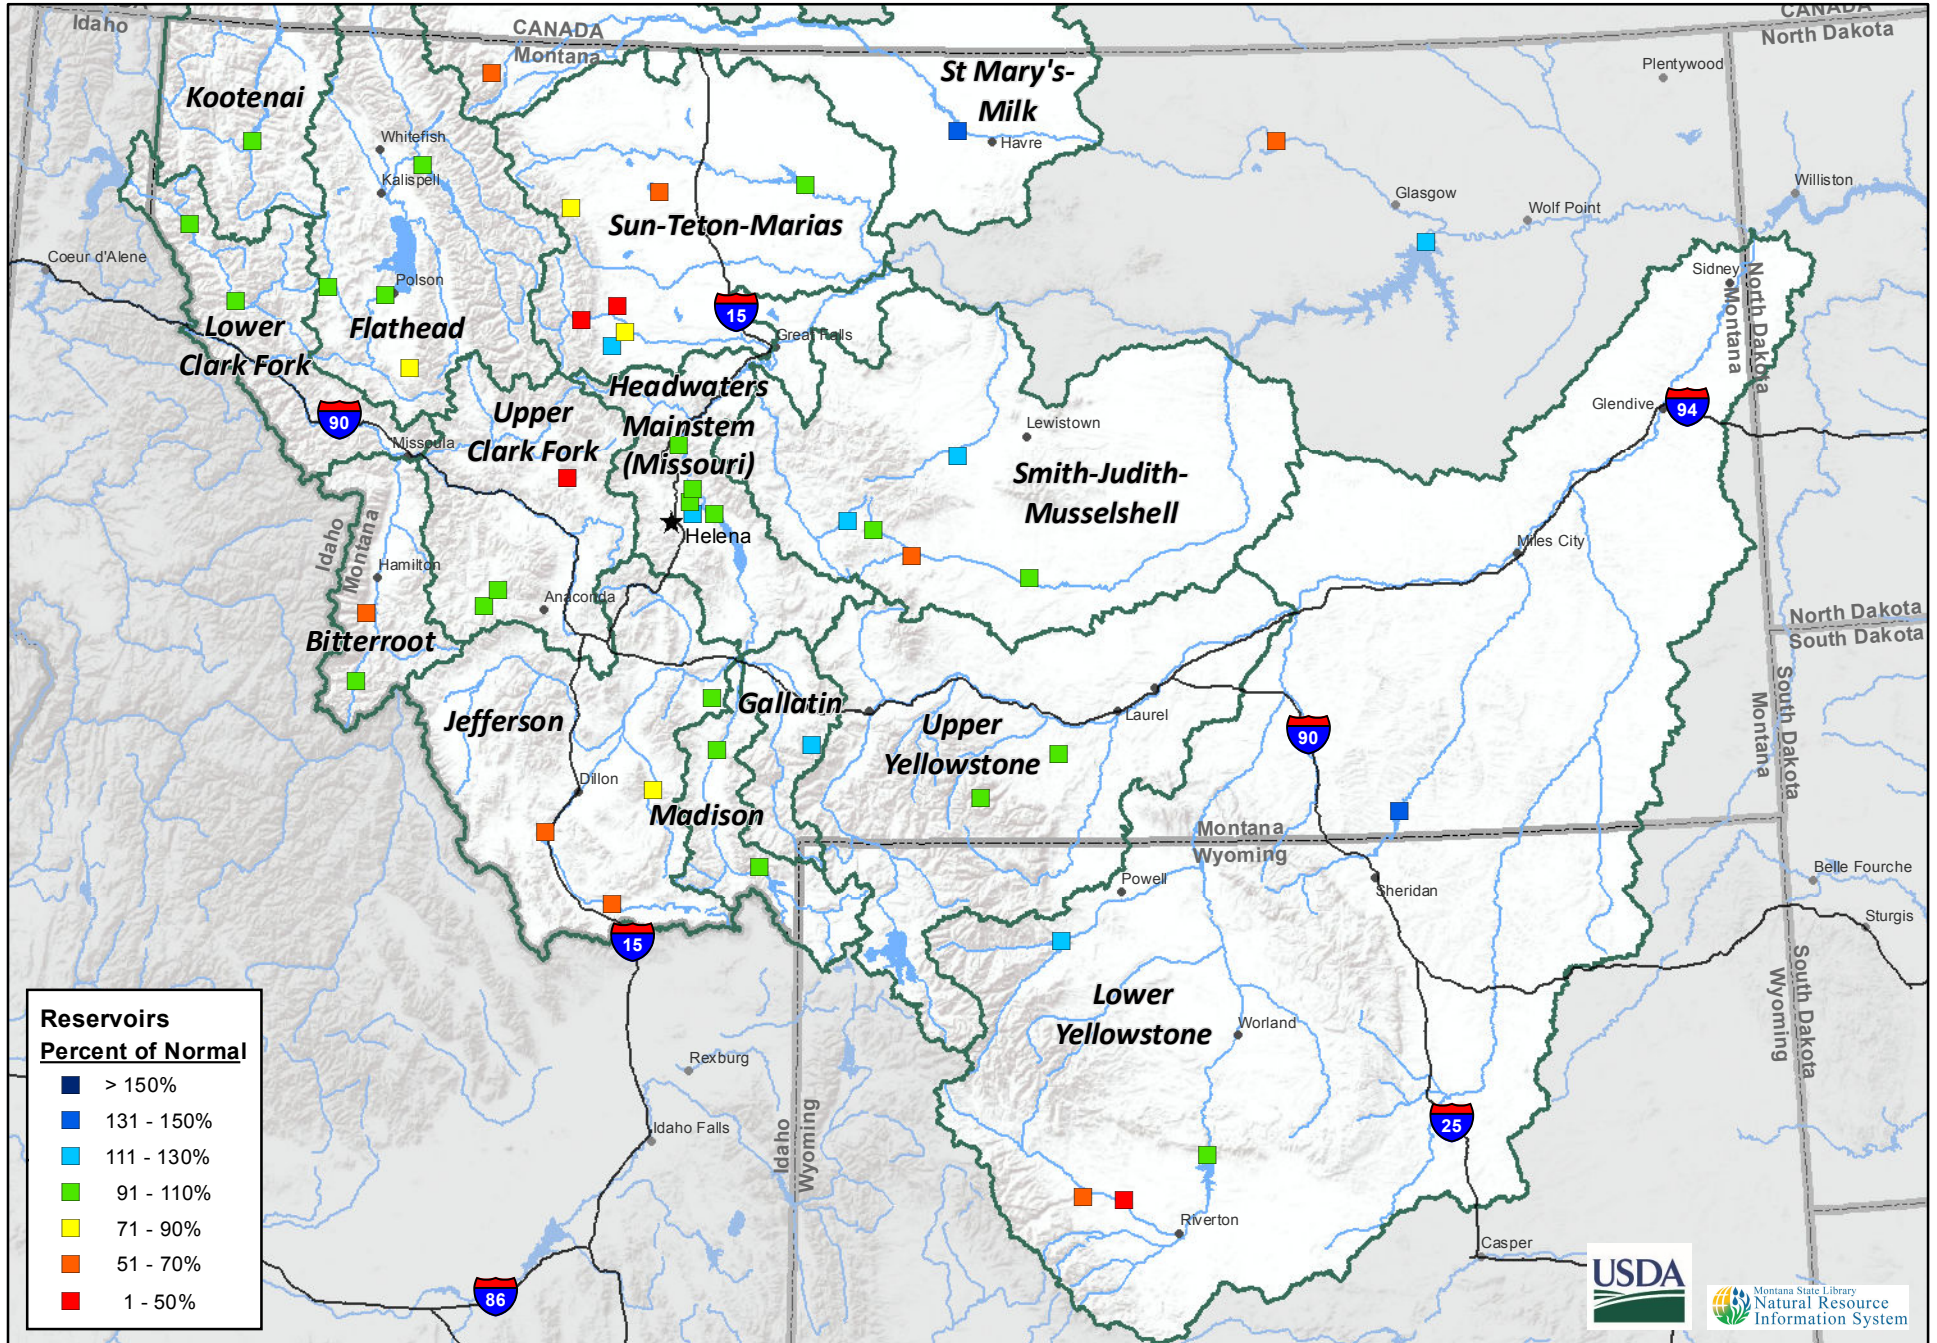 CANADA
Idaho
CANADA
Montana
CANADA
North Dakota
Kootenai
St Mary's-
Milk
Plentywood
Whitefish
Havre
Kalispell
Glasgow
Williston
Wolf Point
Sun-Teton-Marias
Coeur d'Alene
Polson
Sidney
North Dakota
Montana
15
Lower
Clark Fork
Flathead
Great Falls
Headwaters
Mainstem
(Missouri)
Upper
Clark Fork
90
Missoula
Lewistown
Glendive
94
Smith-Judith-
Musselshell
Idaho
Montana
Helena
Miles City
Hamilton
Anaconda
Bitterroot
North Dakota
South Dakota
Jefferson
Gallatin
Upper
Yellowstone
Laurel
90
South Dakota
Montana
Dillon
Madison
Montana
Wyoming
Powell
Sheridan
Belle Fourche
Sturgis
15
Lower
Yellowstone
Worland
South Dakota
Wyoming
Rexburg
Idaho Falls
Idaho
Wyoming
25
Riverton
Casper
86
Reservoirs
Percent of Normal
> 150%
131 - 150%
111 - 130%
91 - 110%
71 - 90%
51 - 70%
1 - 50%
USDA
Montana State Library
Natural Resource
Information System